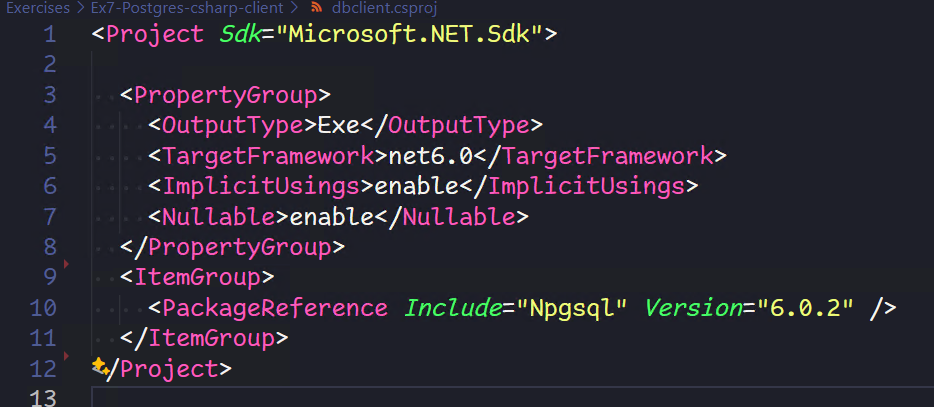 Exercises > Ex7-Postgres-csharp-client > dbclient.csproj
1 <Project Sdk="Microsoft.NET.Sdk">
2
3 <PropertyGroup>
4 <OutputType>Exe</OutputType>
5 <TargetFramework>net6.0</TargetFramework>
6 <ImplicitUsings>enable</ImplicitUsings>
7 <Nullable>enable</Nullable>
8 </PropertyGroup>
9 <ItemGroup>
10 <PackageReference Include="Npgsql" Version="6.0.2" />
11 </ItemGroup>
12 /Project>
13